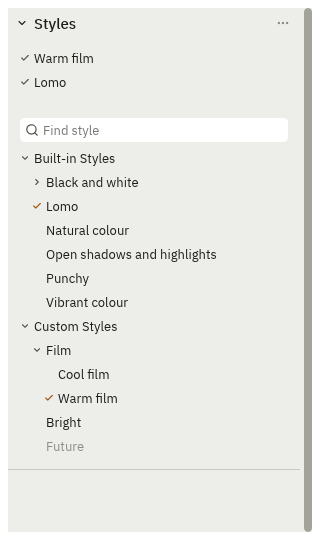 Styles
Warm film
Lomo
Find style
Built-in Styles
Black and white
Lomo
Natural colour
Open shadows and highlights
Punchy
Vibrant colour
Custom Styles
Film
Cool film
Warm film
Bright
Future